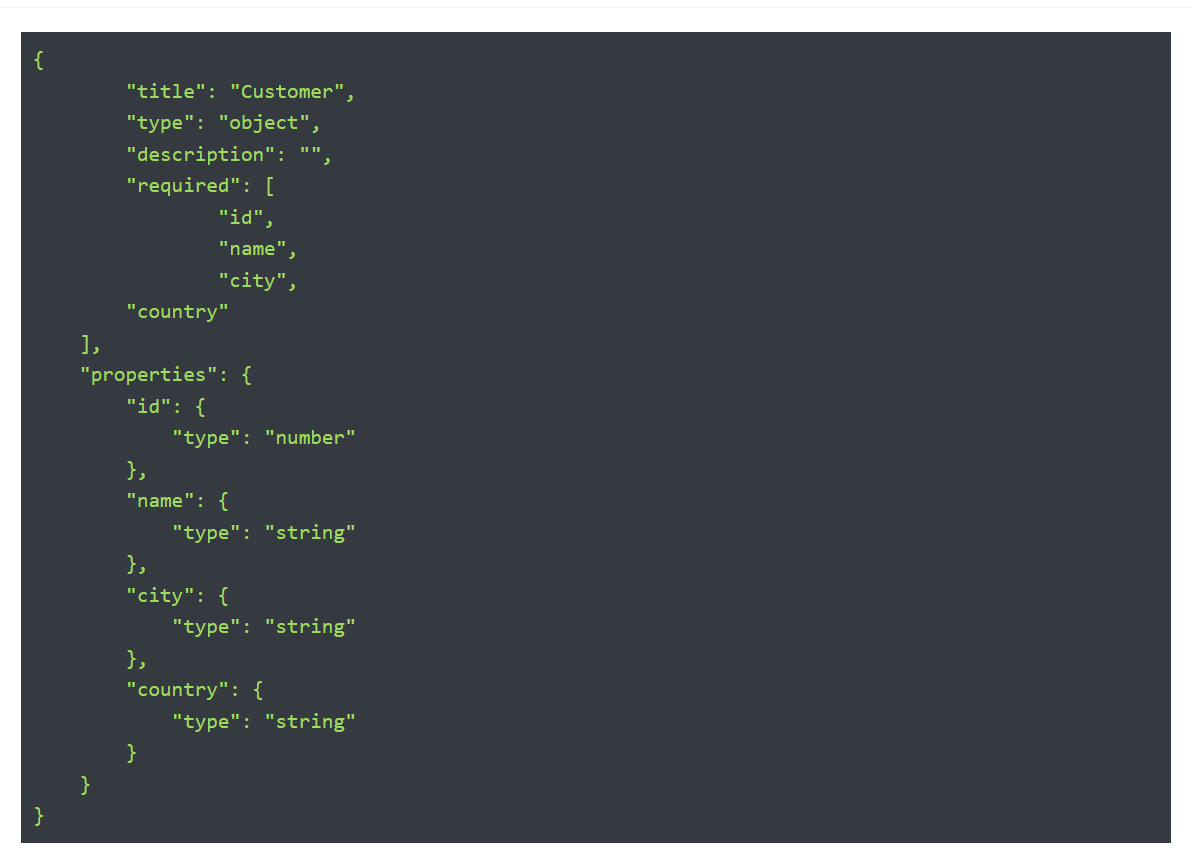 {
        "title": "Customer",
        "type": "object",
        "description": "",
        "required": [
                "id",
                "name",
                "city",
        "country"
    ],
    "properties": {
        "id": {
            "type": "number"
        },
        "name": {
            "type": "string"
        },
        "city": {
            "type": "string"
        },
        "country": {
            "type": "string"
        }
    }
}